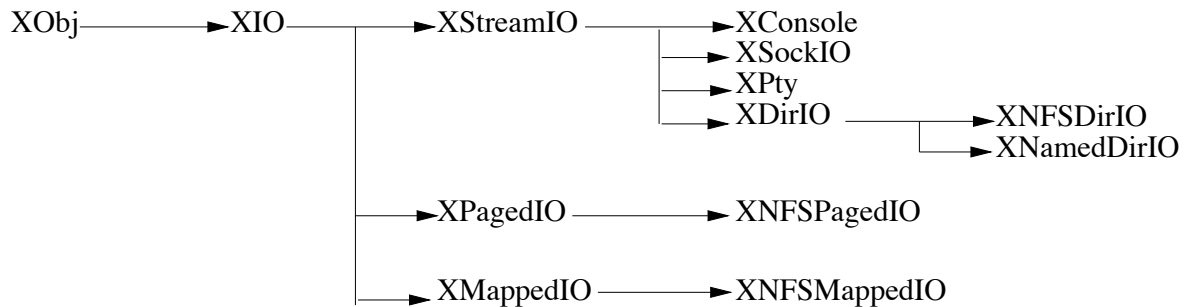 XObj XIO XStreamIO XConsole
XSockIO
XPty
XDirIO XNFSDirIO
XNamedDirIO
XPagedIO XNFSPagedIO
XMappedIO XNFSMappedIO